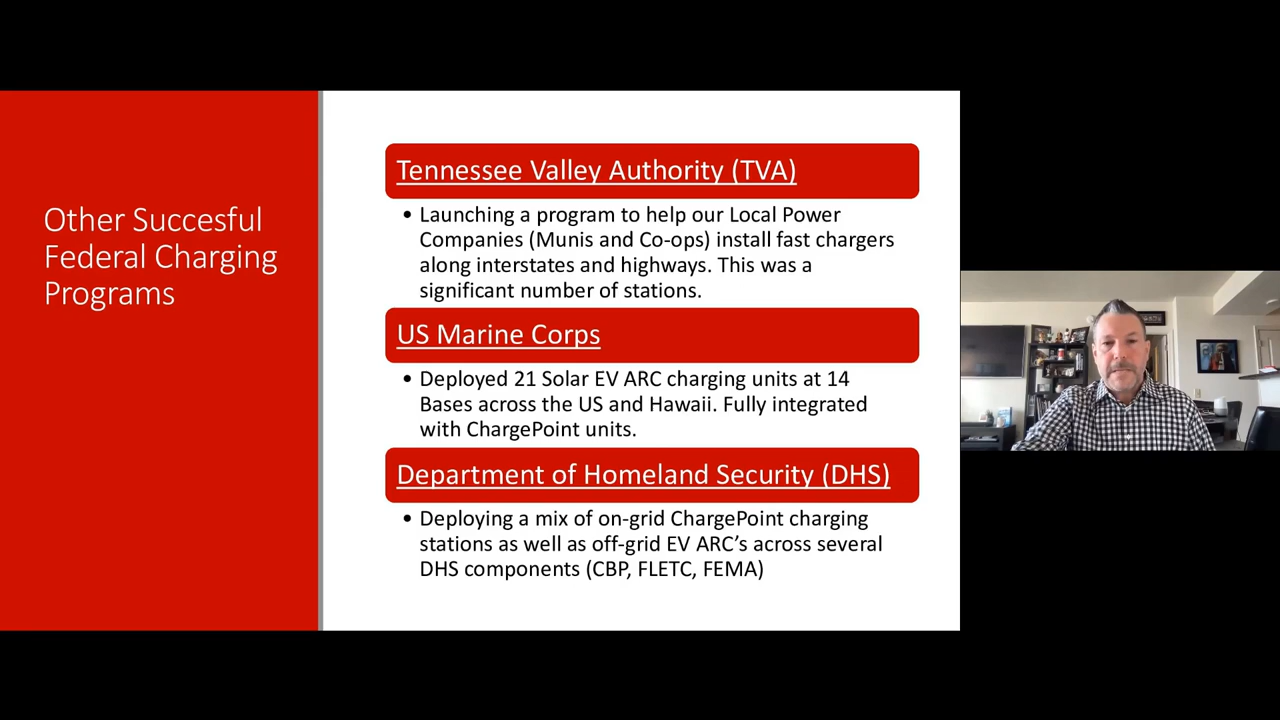 Other Succesful
Federal Charging
Programs
Tennessee Valley Authority (TVA)
• Launching a program to help our Local Power
Companies (Munis and Co-ops) install fast chargers
along interstates and highways. This was a
significant number of stations.
US Marine Corps
• Deployed 21 Solar EV ARC charging units at 14
Bases across the US and Hawaii. Fully integrated
with ChargePoint units.
Department of Homeland Security (DHS)
• Deploying a mix of on-grid ChargePoint charging
stations as well as off-grid EV ARC’s across several
DHS components (CBP, FLETC, FEMA)